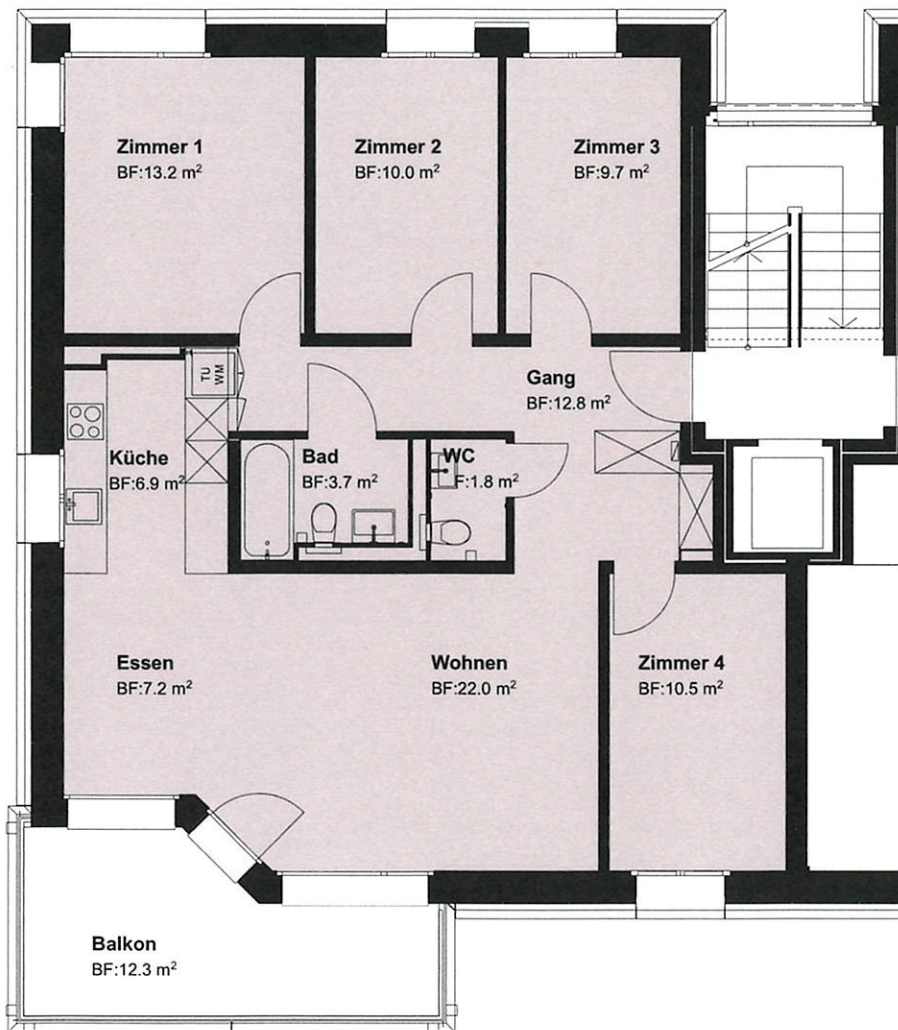 Zimmer 1
BF:13.2 m²
Zimmer 2
BF:10.0 m²
Zimmer 3
BF:9.7 m²
TU
WM
Gang
BF:12.8 m²
Küche
BF:6.9 m²
Bad
BF:3.7 m²
WC
F:1.8 m²
Essen
BF:7.2 m²
Wohnen
BF:22.0 m²
Zimmer 4
BF:10.5 m²
Balkon
BF:12.3 m²